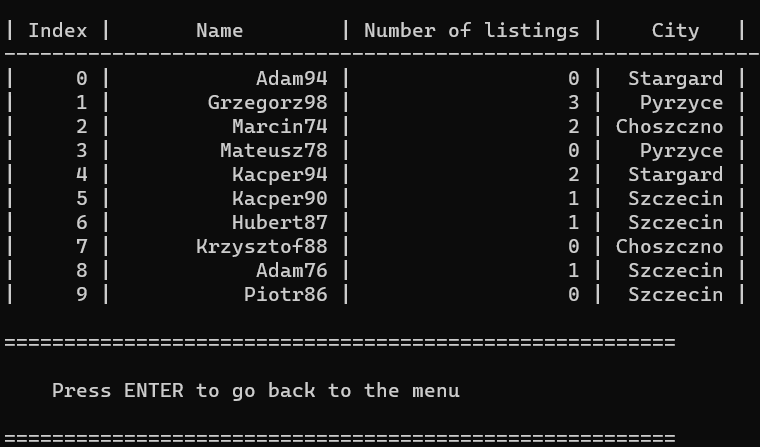 | Index |       Name        | Number of listings |    City   |
---------------------------------------------------------------
|     0 |            Adam94 |                  0 |  Stargard |
|     1 |        Grzegorz98 |                  3 |   Pyrzyce |
|     2 |          Marcin74 |                  2 | Choszczno |
|     3 |         Mateusz78 |                  0 |   Pyrzyce |
|     4 |          Kacper94 |                  2 |  Stargard |
|     5 |          Kacper90 |                  1 |  Szczecin |
|     6 |          Hubert87 |                  1 |  Szczecin |
|     7 |       Krzysztof88 |                  0 | Choszczno |
|     8 |            Adam76 |                  1 |  Szczecin |
|     9 |           Piotr86 |                  0 |  Szczecin |
========================================================
Press ENTER to go back to the menu
========================================================